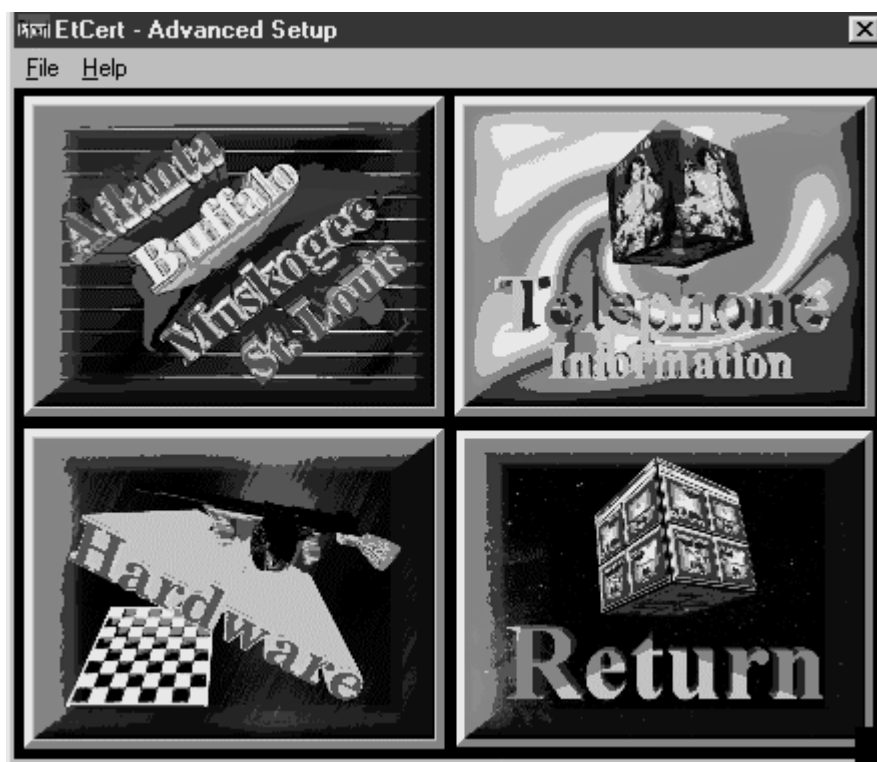 EtCert - Advanced Setup
File Help
Atlanta
Buffalo
Muskogee
St. Louis
Telephone
Information
Hardware
Return